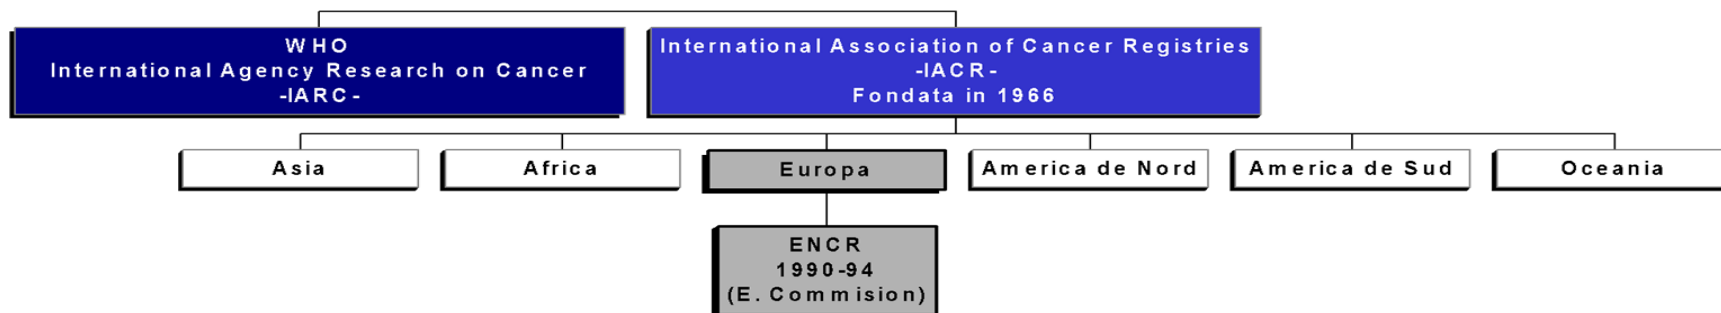 WHO
International Agency Research on Cancer
-IARC-
International Association of Cancer Registries
-IACR-
Fondata in 1966
Asia
Africa
Europa
America de Nord
America de Sud
Oceania
ENCR
1990-94
(E. Commision)